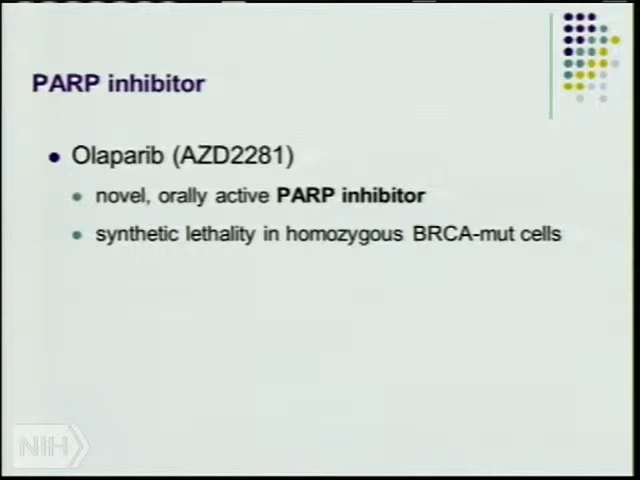 PARP inhibitor
Olaparib (AZD2281)
novel, orally active PARP inhibitor
synthetic lethality in homozygous BRCA-mut cells
NIH